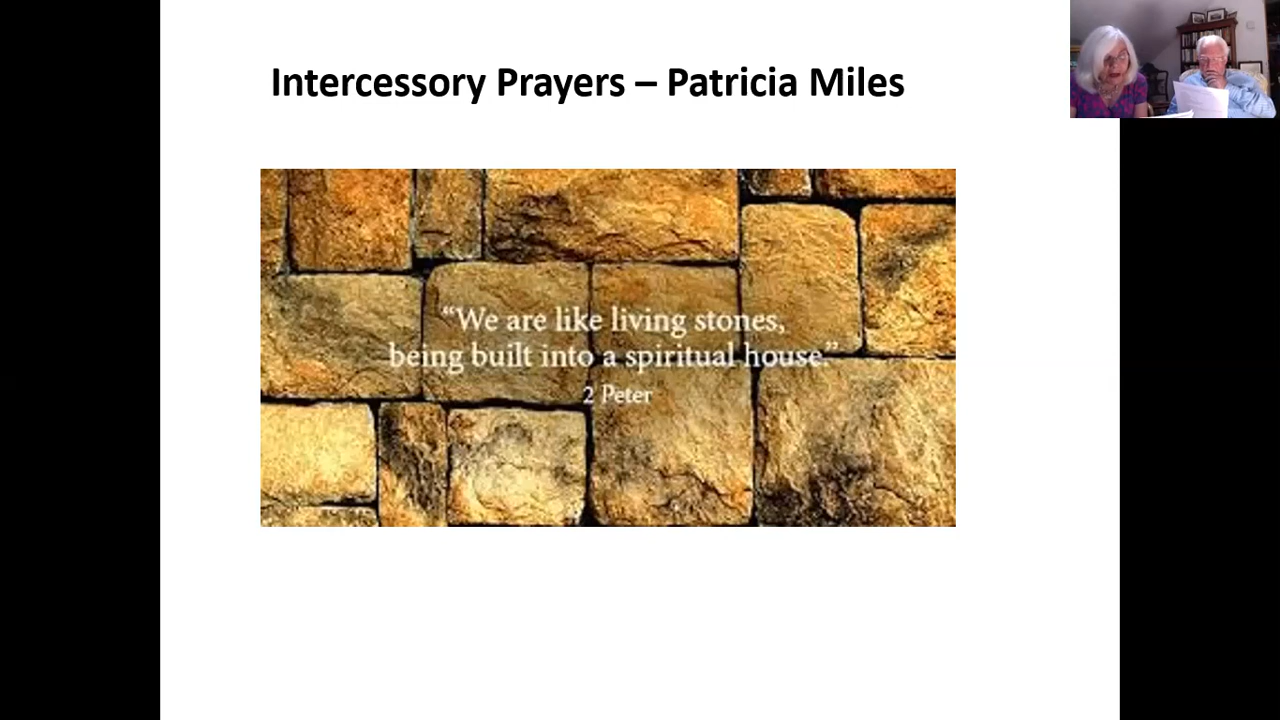 Intercessory Prayers – Patricia Miles
“We are like living stones,
being built into a spiritual house.”
2 Peter